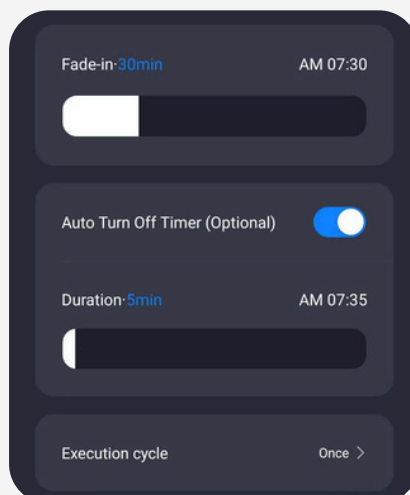 Fade-in·30min AM 07:30
Auto Turn Off Timer (Optional)
Duration·5min AM 07:35
Execution cycle Once >